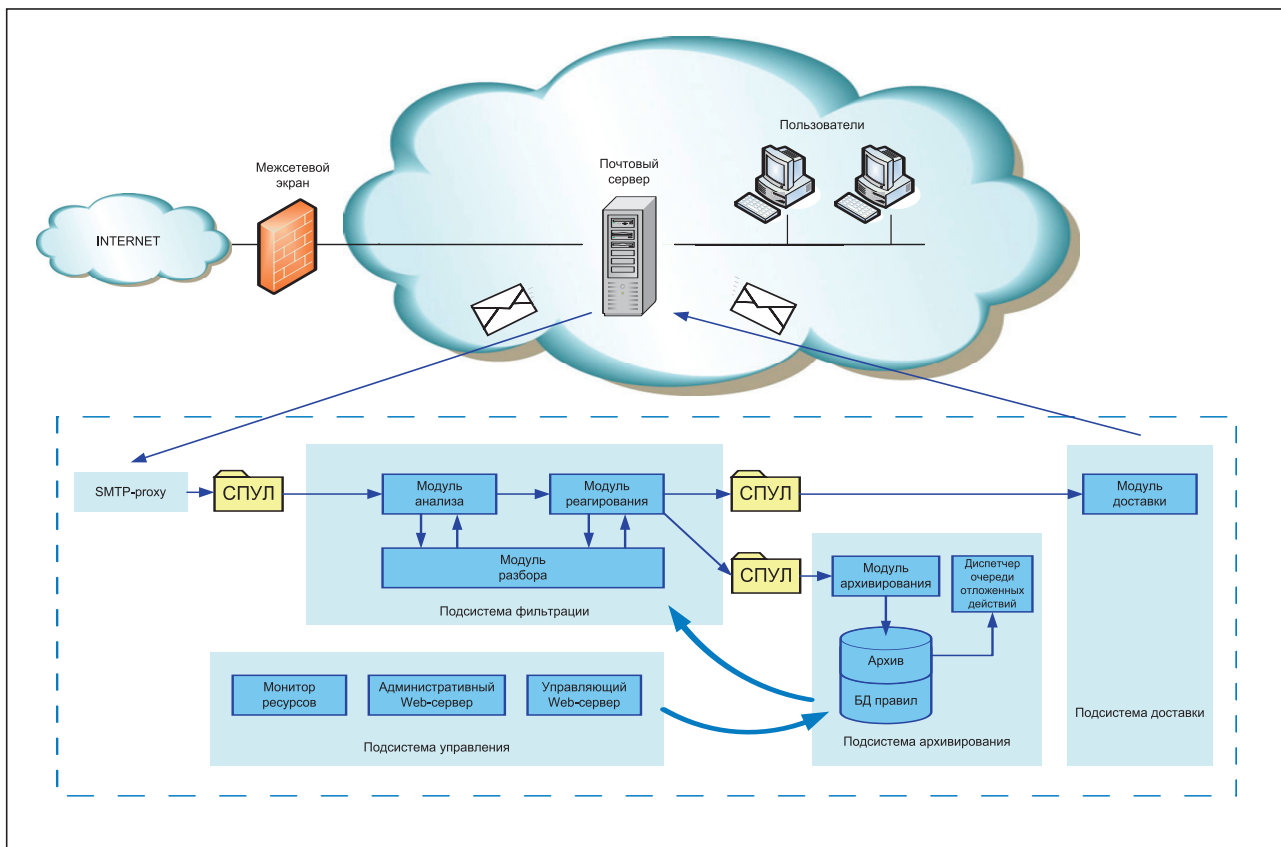 Пользователи
Почтовый
сервер
Межсетевой
экран
INTERNET
SMTP-proxy
СПУЛ
Модуль
анализа
Модуль
реагирования
СПУЛ
Модуль
доставки
Модуль
разбора
СПУЛ
Модуль
архивирования
Диспетчер
очереди
отложенных
действий
Подсистема фильтрации
Архив
БД правил
Монитор
ресурсов
Административный
Web-сервер
Управляющий
Web-сервер
Подсистема управления
Подсистема архивирования
Подсистема доставки